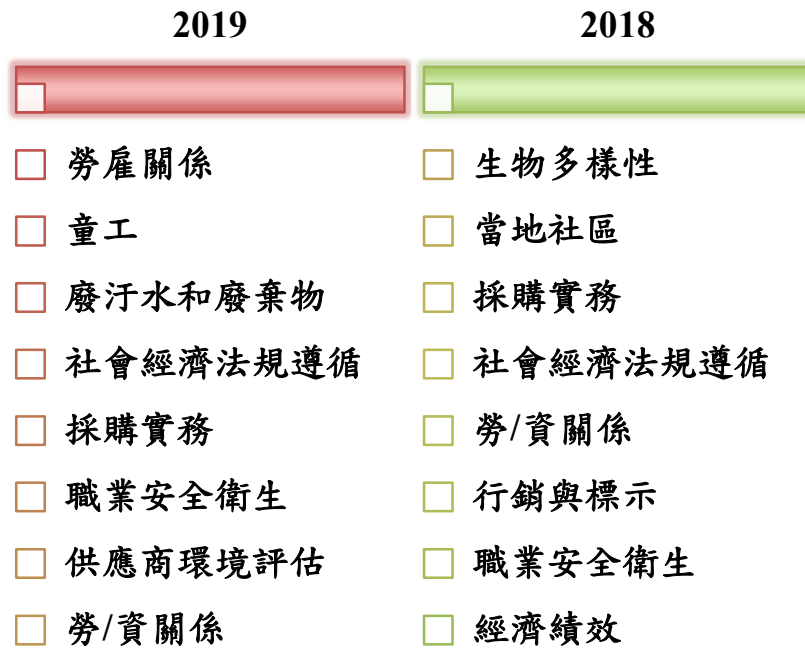 2019
勞雇關係
童工
廢汙水和廢棄物
社會經濟法規遵循
採購實務
職業安全衛生
供應商環境評估
勞/資關係
2018
生物多樣性
當地社區
採購實務
社會經濟法規遵循
勞/資關係
行銷與標示
職業安全衛生
經濟績效